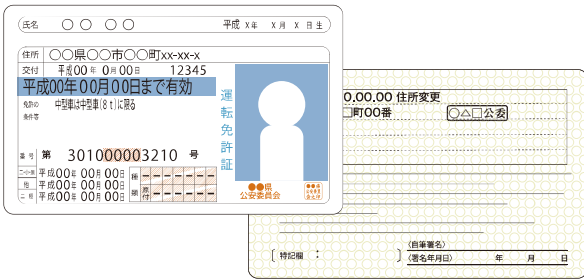 氏名 ○○ ○○ 平成 x年 x月 x日生
住所 ○○県○○市○○町xx-xx-x
交付 平成00年 0月00日 12345
平成00年00月00日まで有効
免許の
条件等
中型車は中型車(8t)に限る
運転免許証
番号 第 301000003210 号
二・小・原 平成00年 00月 00日
他 平成00年 00月 00日
二種 平成00年 00月 00日
種類
原付
●●県
公安委員会
0.00.00 住所変更
□町00番
○△□公委
〈自筆署名〉
〔特記欄 : 〕
〈署名年月日〉 年 月 日